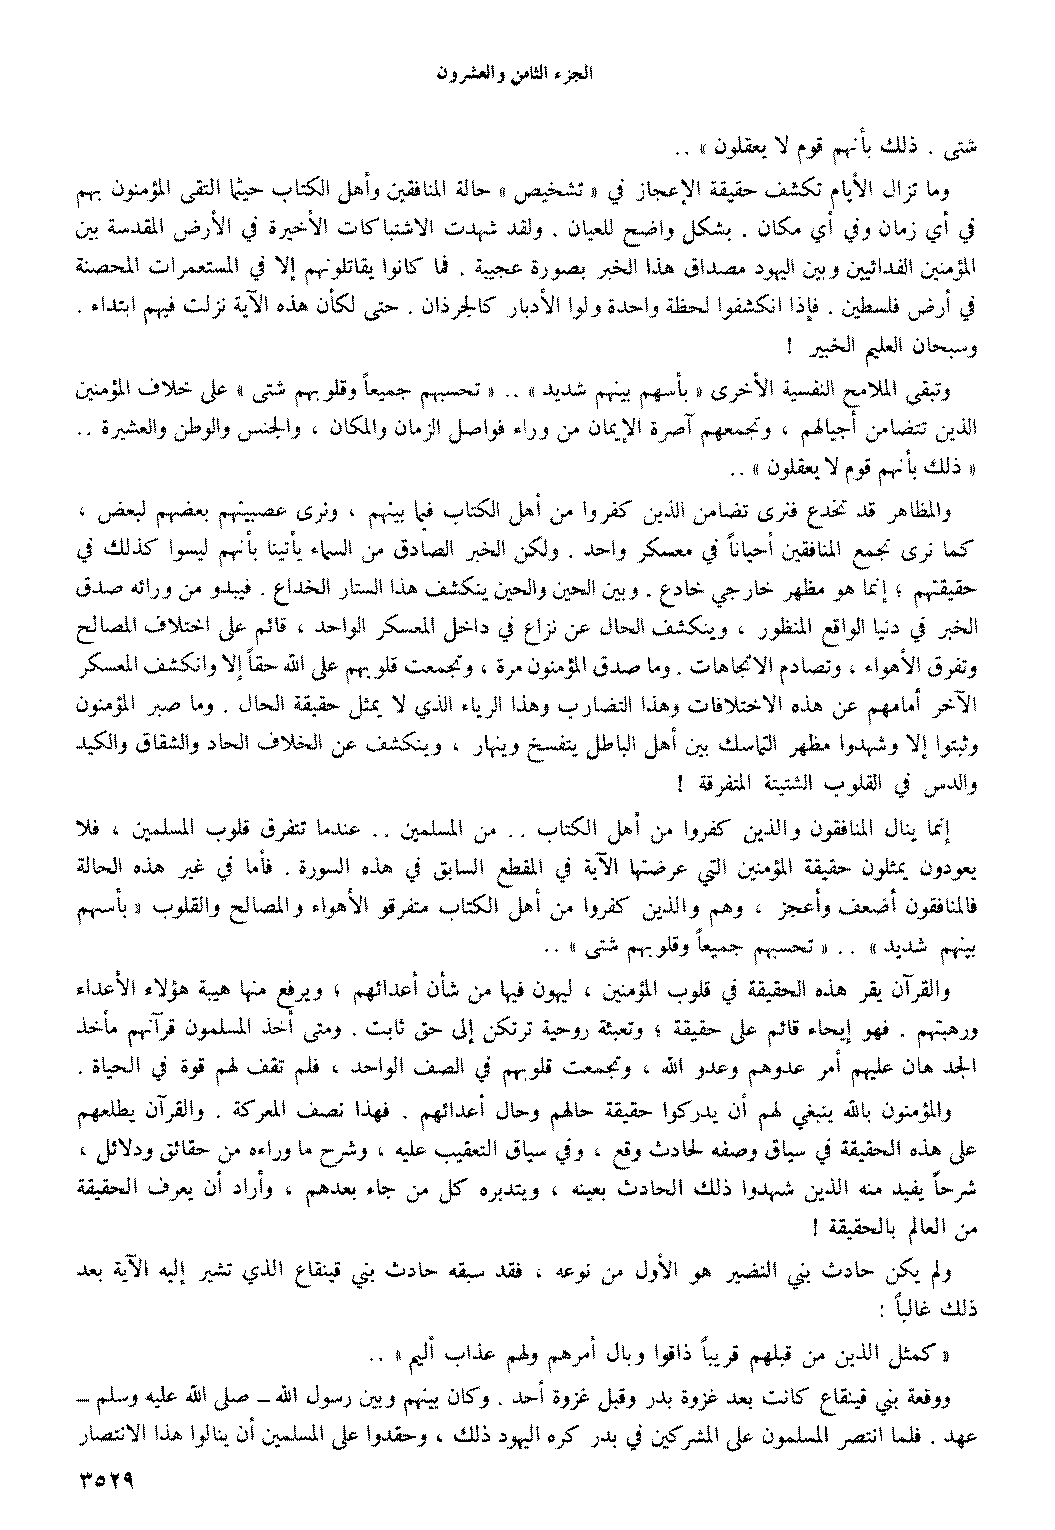 الجزء الثامن والعشرون
شتى . ذلك بأنهم قوم لا يعقلون » ..
وما تزال الأيام تكشف حقيقة الإعجاز في « تشخيص » حالة المنافقين وأهل الكتاب حيثما التقى المؤمنون بهم
في أي زمان وفي أي مكان . بشكل واضح للعيان . ولقد شهدت الاشتباكات الأخيرة في الأرض المقدسة بين
المؤمنين الفدائيين وبين اليهود مصداق هذا الخبر بصورة عجيبة . فما كانوا يقاتلونهم إلا في المستعمرات المحصنة
في أرض فلسطين . فإذا انكشفوا لحظة واحدة ولوا الأدبار كالجرذان . حتى لكأن هذه الآية نزلت فيهم ابتداء .
وسبحان العليم الخبير !
وتبقى الملامح النفسية الأخرى « بأسهم بينهم شديد » .. « تحسبهم جميعاً وقلوبهم شتى » على خلاف المؤمنين
الذين تتضامن أجيالهم ، وتجمعهم آصرة الإيمان من وراء فواصل الزمان والمكان ، والجنس والوطن والعشيرة ..
« ذلك بأنهم قوم لا يعقلون » ..
والمظاهر قد تخدع فنرى تضامن الذين كفروا من أهل الكتاب فيما بينهم ، ونرى عصبيتهم بعضهم لبعض ،
كما نرى تجمع المنافقين أحياناً في معسكر واحد . ولكن الخبر الصادق من السماء يأتينا بأنهم ليسوا كذلك في
حقيقتهم ؛ إنما هو مظهر خارجي خادع . وبين الحين والحين ينكشف هذا الستار الخداع . فيبدو من ورائه صدق
الخبر في دنيا الواقع المنظور ، وينكشف الحال عن نزاع في داخل المعسكر الواحد ، قائم على اختلاف المصالح
وتفرق الأهواء ، وتصادم الاتجاهات . وما صدق المؤمنون مرة ، وتجمعت قلوبهم على الله حقاً إلا وانكشف المعسكر
الآخر أمامهم عن هذه الاختلافات وهذا التضارب وهذا الرياء الذي لا يمثل حقيقة الحال . وما صبر المؤمنون
وثبتوا إلا وشهدوا مظهر التماسك بين أهل الباطل يتفسخ وينهار ، وينكشف عن الخلاف الحاد والشقاق والكيد
والدس في القلوب الشتيتة المتفرقة !
إنما ينال المنافقون والذين كفروا من أهل الكتاب .. من المسلمين .. عندما تتفرق قلوب المسلمين ، فلا
يعودون يمثلون حقيقة المؤمنين التي عرضتها الآية في المقطع السابق في هذه السورة . فأما في غير هذه الحالة
فالمنافقون أضعف وأعجز ، وهم والذين كفروا من أهل الكتاب متفرقو الأهواء والمصالح والقلوب « بأسهم
بينهم شديد » .. « تحسبهم جميعاً وقلوبهم شتى » ..
والقرآن يقر هذه الحقيقة في قلوب المؤمنين ، ليهون فيها من شأن أعدائهم ؛ ويرفع منها هيبة هؤلاء الأعداء
ورهبتهم . فهو إيحاء قائم على حقيقة ؛ وتعبئة روحية ترتكن إلى حق ثابت . ومتى أخذ المسلمون قرآنهم مأخذ
الجد هان عليهم أمر عدوهم وعدو الله ، وتجمعت قلوبهم في الصف الواحد ، فلم تقف لهم قوة في الحياة .
والمؤمنون بالله ينبغي لهم أن يدركوا حقيقة حالهم وحال أعدائهم . فهذا نصف المعركة . والقرآن يطلعهم
على هذه الحقيقة في سياق وصفه لحادث وقع ، وفي سياق التعقيب عليه ، وشرح ما وراءه من حقائق ودلائل ،
شرحاً يفيد منه الذين شهدوا ذلك الحادث بعينه ، ويتدبره كل من جاء بعدهم ، وأراد أن يعرف الحقيقة
من العالم بالحقيقة !
ولم يكن حادث بني النضير هو الأول من نوعه ، فقد سبقه حادث بني قينقاع الذي تشير إليه الآية بعد
ذلك غالباً :
« كمثل الذين من قبلهم قريباً ذاقوا وبال أمرهم ولهم عذاب أليم » ..
ووقعة بني قينقاع كانت بعد غزوة بدر وقبل غزوة أحد . وكان بينهم وبين رسول الله – صلى الله عليه وسلم –
عهد . فلما انتصر المسلمون على المشركين في بدر كره اليهود ذلك ، وحقدوا على المسلمين أن ينالوا هذا الانتصار
٣٥٢٩